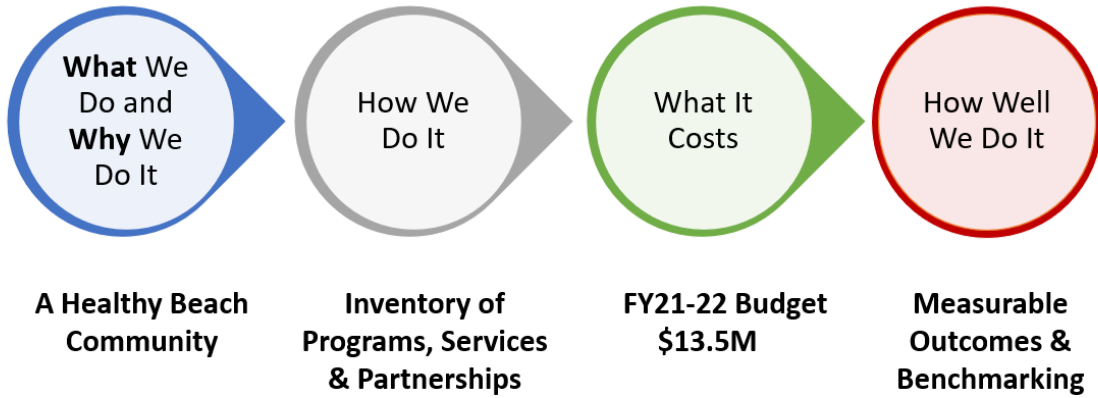 What We
Do and
Why We
Do It
How We
Do It
What It
Costs
How Well
We Do It
A Healthy Beach
Community
Inventory of
Programs, Services
& Partnerships
FY21-22 Budget
$13.5M
Measurable
Outcomes &
Benchmarking